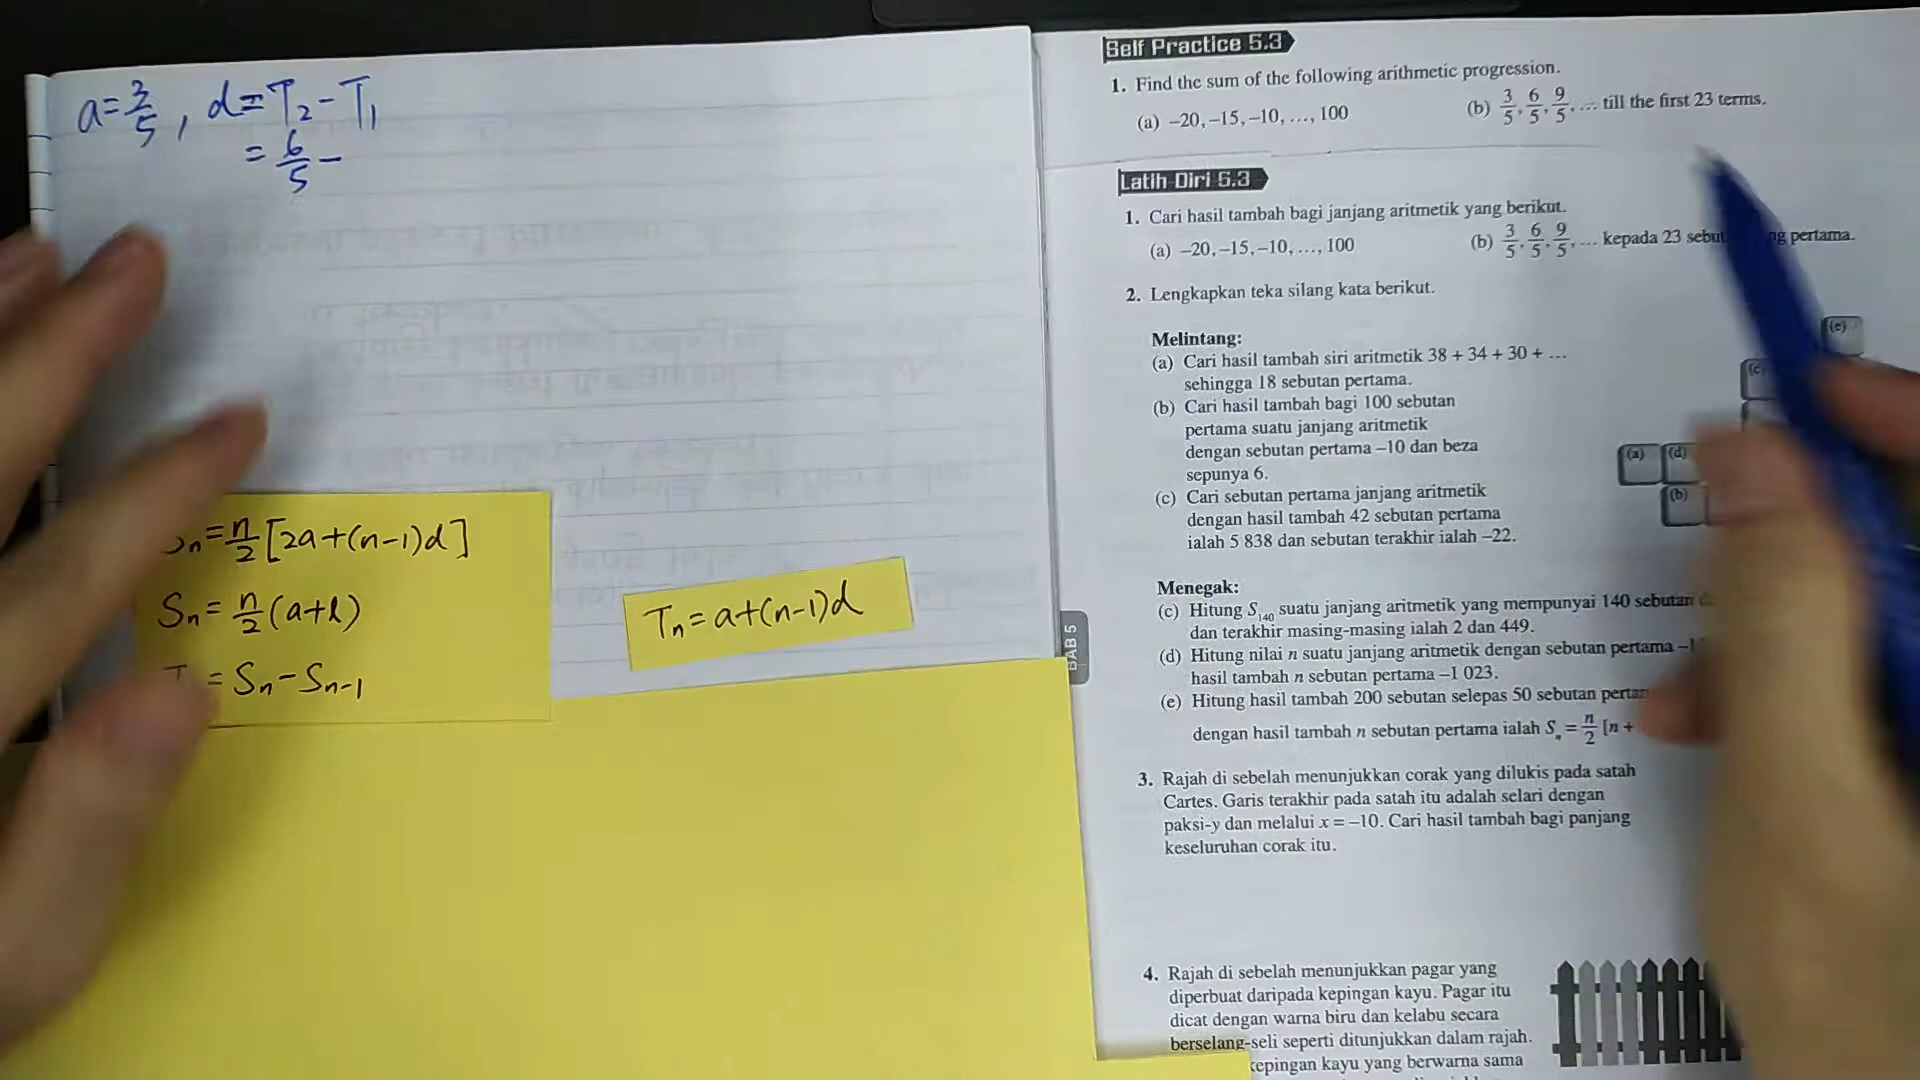 a = 3/5 , d = T₂ - T₁
= 6/5 -
n = n/2 [2a+(n-1)d]
Sn = n/2 (a+l)
= Sn - Sn-1
Tn = a+(n-1)d
Self Practice 5.3
1. Find the sum of the following arithmetic progression.
(a) –20, –15, –10, …, 100
(b) 3/5, 6/5, 9/5, … till the first 23 terms.
Latih Diri 5.3
1. Cari hasil tambah bagi janjang aritmetik yang berikut.
(a) –20, –15, –10, …, 100
(b) 3/5, 6/5, 9/5, … kepada 23 pertama.
2. Lengkapkan teka silang kata berikut.
Melintang:
(a) Cari hasil tambah siri aritmetik 38 + 34 + 30 + …
sehingga 18 sebutan pertama.
(b) Cari hasil tambah bagi 100 sebutan
pertama suatu janjang aritmetik
dengan sebutan pertama –10 dan beza
sepunya 6.
(c) Cari sebutan pertama janjang aritmetik
dengan hasil tambah 42 sebutan pertama
ialah 5 838 dan sebutan terakhir ialah –22.
(e)
(c)
(a) (d)
(b)
Menegak:
(c) Hitung S₁₄₀ suatu janjang aritmetik yang mempunyai 140 sebutan
dan terakhir masing-masing ialah 2 dan 449.
(d) Hitung nilai n suatu janjang aritmetik dengan sebutan pertama
hasil tambah n sebutan pertama –1 023.
(e) Hitung hasil tambah 200 sebutan selepas 50 sebutan
dengan hasil tambah n sebutan pertama ialah Sn = n/2 [n +
BAB 5
3. Rajah di sebelah menunjukkan corak yang dilukis pada satah
Cartes. Garis terakhir pada satah itu adalah selari dengan
paksi-y dan melalui x = –10. Cari hasil tambah bagi panjang
keseluruhan corak itu.
4. Rajah di sebelah menunjukkan pagar yang
diperbuat daripada kepingan kayu. Pagar itu
dicat dengan warna biru dan kelabu secara
berselang-seli seperti ditunjukkan dalam rajah.
kepingan kayu yang berwarna sama